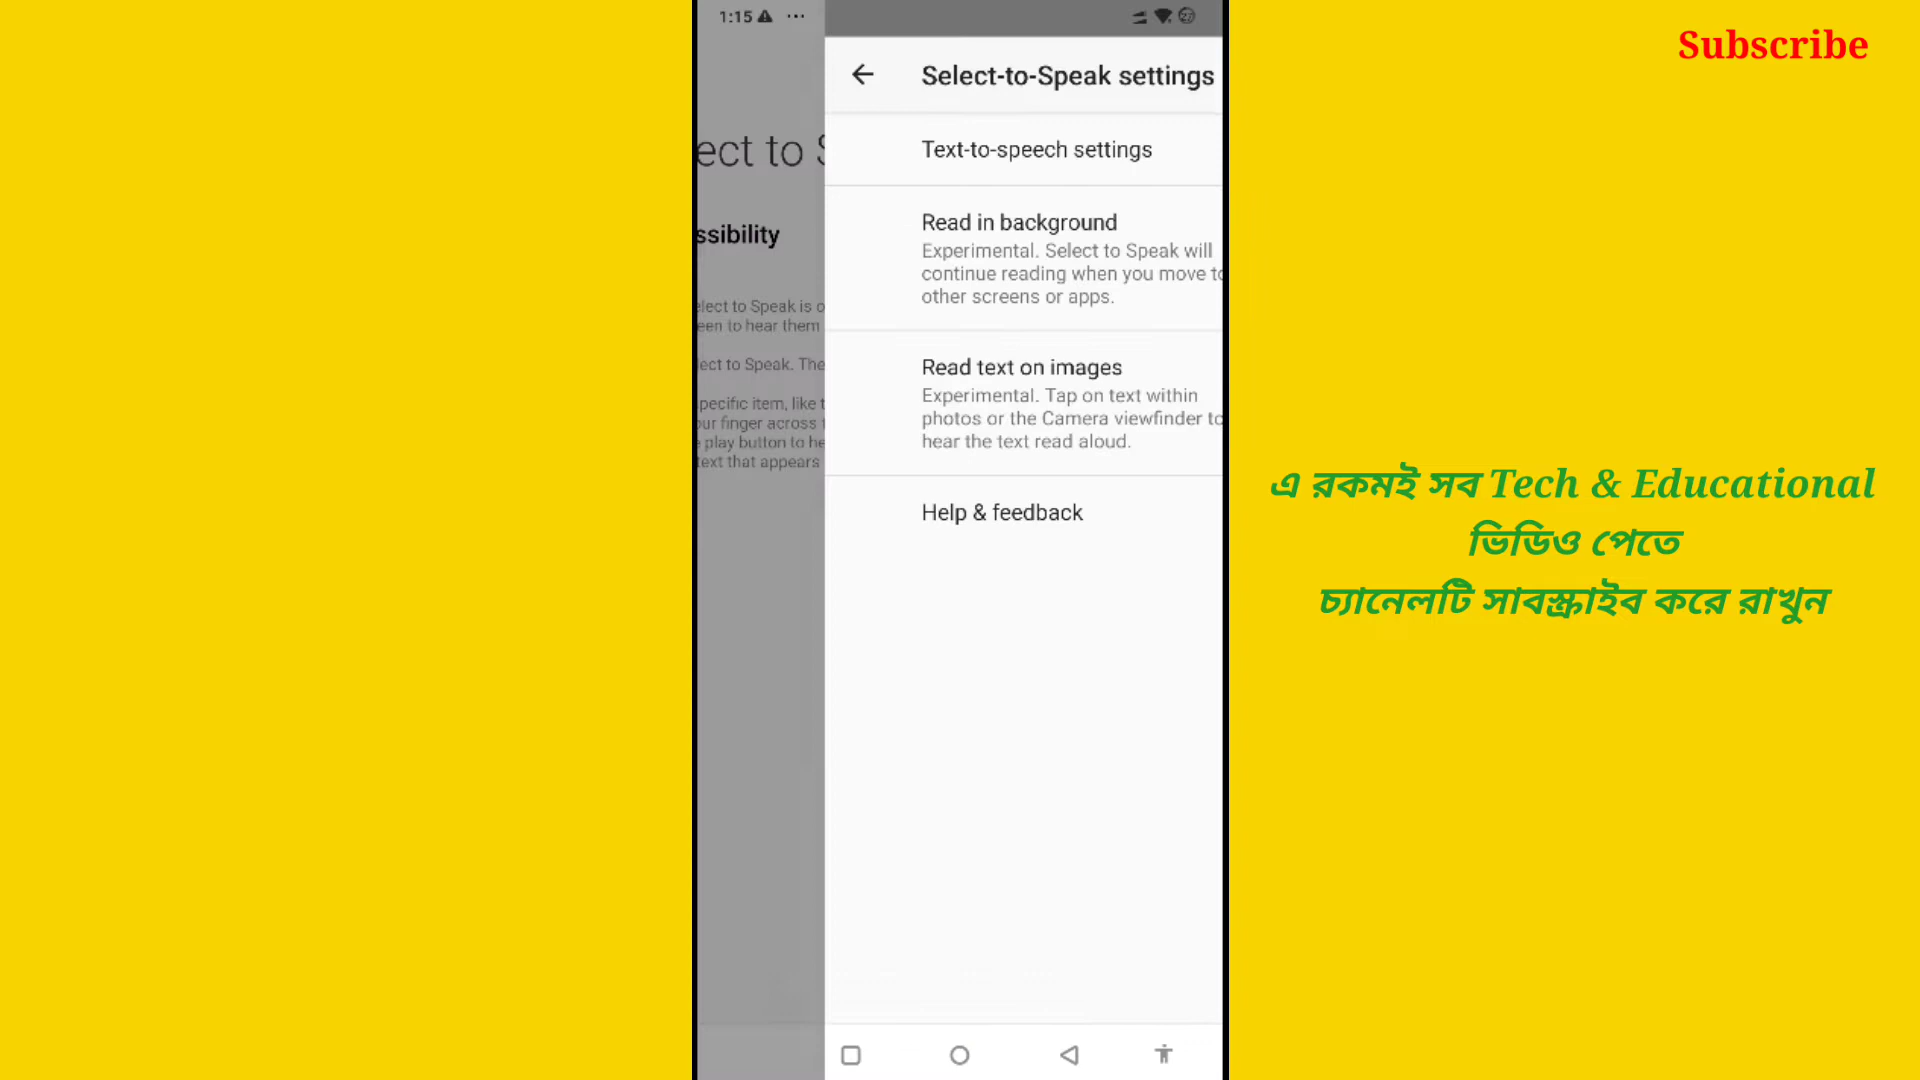 1:15
Subscribe
Select-to-Speak settings
ect to
ssibility
Text-to-speech settings
Read in background
Experimental. Select to Speak will
continue reading when you move to
other screens or apps.
elect to Speak is o
een to hear them
lect to Speak. The
pecific item, like t
our finger across
play button to he
text that appears
Read text on images
Experimental. Tap on text within
photos or the Camera viewfinder to
hear the text read aloud.
Help & feedback
এ রকমই সব Tech & Educational
ভিডিও পেতে
চ্যানেলটি সাবস্ক্রাইব করে রাখুন